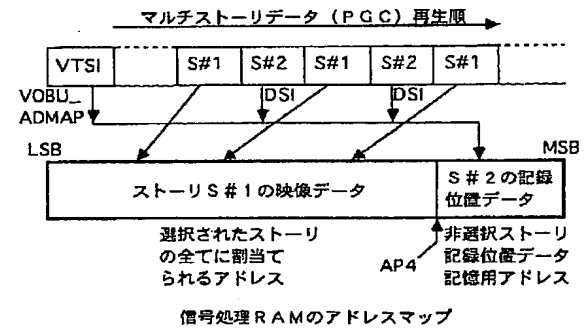 マルチストーリデータ（ＰＧＣ）再生順
VTSI S#1 S#2 S#1 S#2 S#1
VOBU_
ADMAP
DSI DSI
LSB MSB
ストーリＳ＃１の映像データ
Ｓ＃２の記録
位置データ
選択されたストーリ
の全てに割当て
られるアドレス
AP4
非選択ストーリ
記録位置データ
記憶用アドレス
信号処理ＲＡＭのアドレスマップ